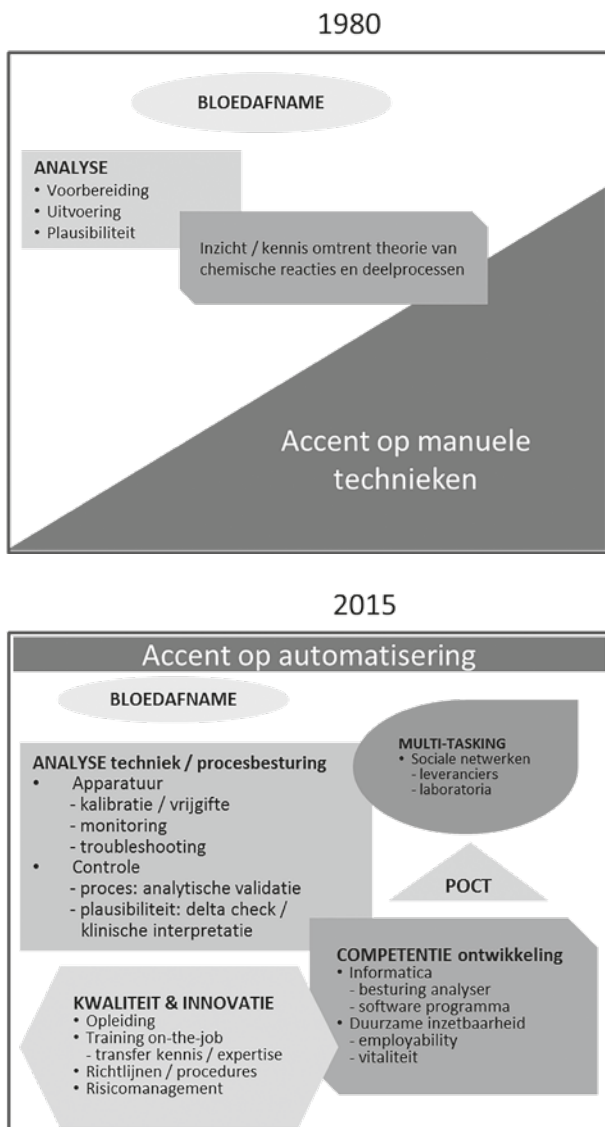 1980
BLOEDAFNAME
ANALYSE
• Voorbereiding
• Uitvoering
• Plausibiliteit
Inzicht / kennis omtrent theorie van
chemische reacties en deelprocessen
Accent op manuele
technieken
2015
Accent op automatisering
BLOEDAFNAME
MULTI-TASKING
• Sociale netwerken
- leveranciers
- laboratoria
ANALYSE techniek / procesbesturing
• Apparatuur
- kalibratie / vrijgifte
- monitoring
- troubleshooting
• Controle
- proces: analytische validatie
- plausibiliteit: delta check /
klinische interpretatie
POCT
COMPETENTIE ontwikkeling
• Informatica
- besturing analyser
- software programma
• Duurzame inzetbaarheid
- employability
- vitaliteit
KWALITEIT & INNOVATIE
• Opleiding
• Training on-the-job
- transfer kennis / expertise
• Richtlijnen / procedures
• Risicomanagement